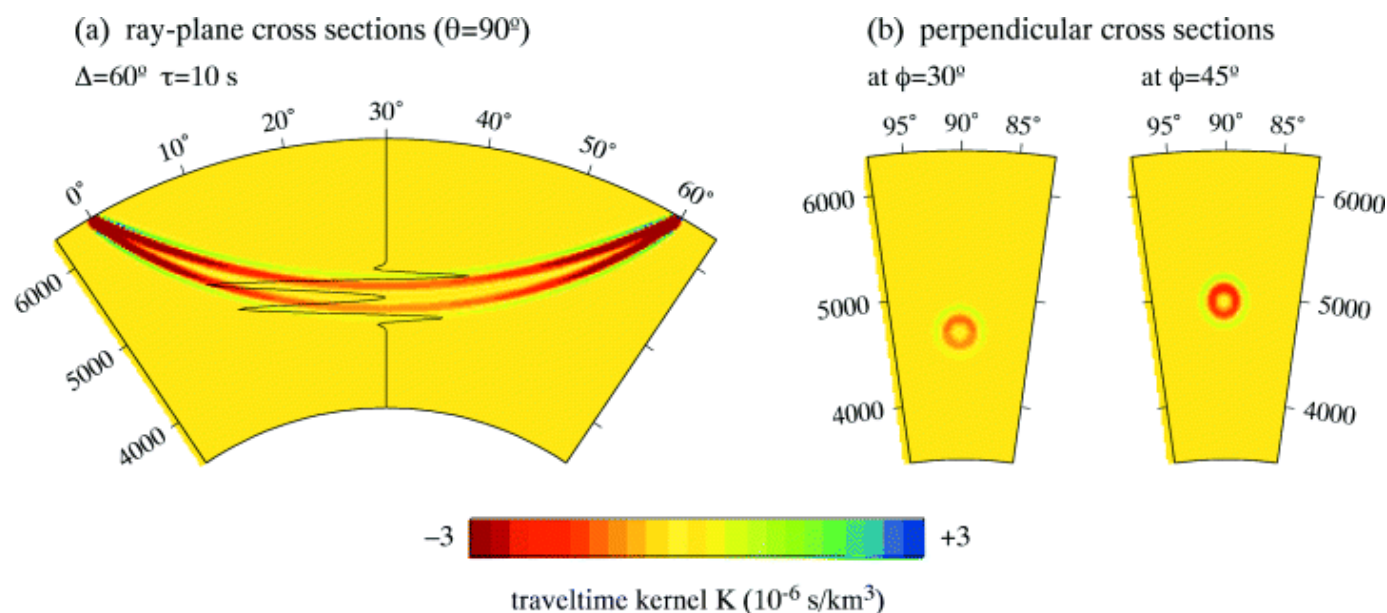 (a) ray-plane cross sections (θ=90º)
Δ=60º τ=10 s
0˚
10˚
20˚
30˚
40˚
50˚
60˚
6000
5000
4000
(b) perpendicular cross sections
at ϕ=30º
at ϕ=45º
95˚ 90˚ 85˚
95˚ 90˚ 85˚
6000
5000
4000
6000
5000
4000
−3
+3
traveltime kernel K (10⁻⁶ s/km³)